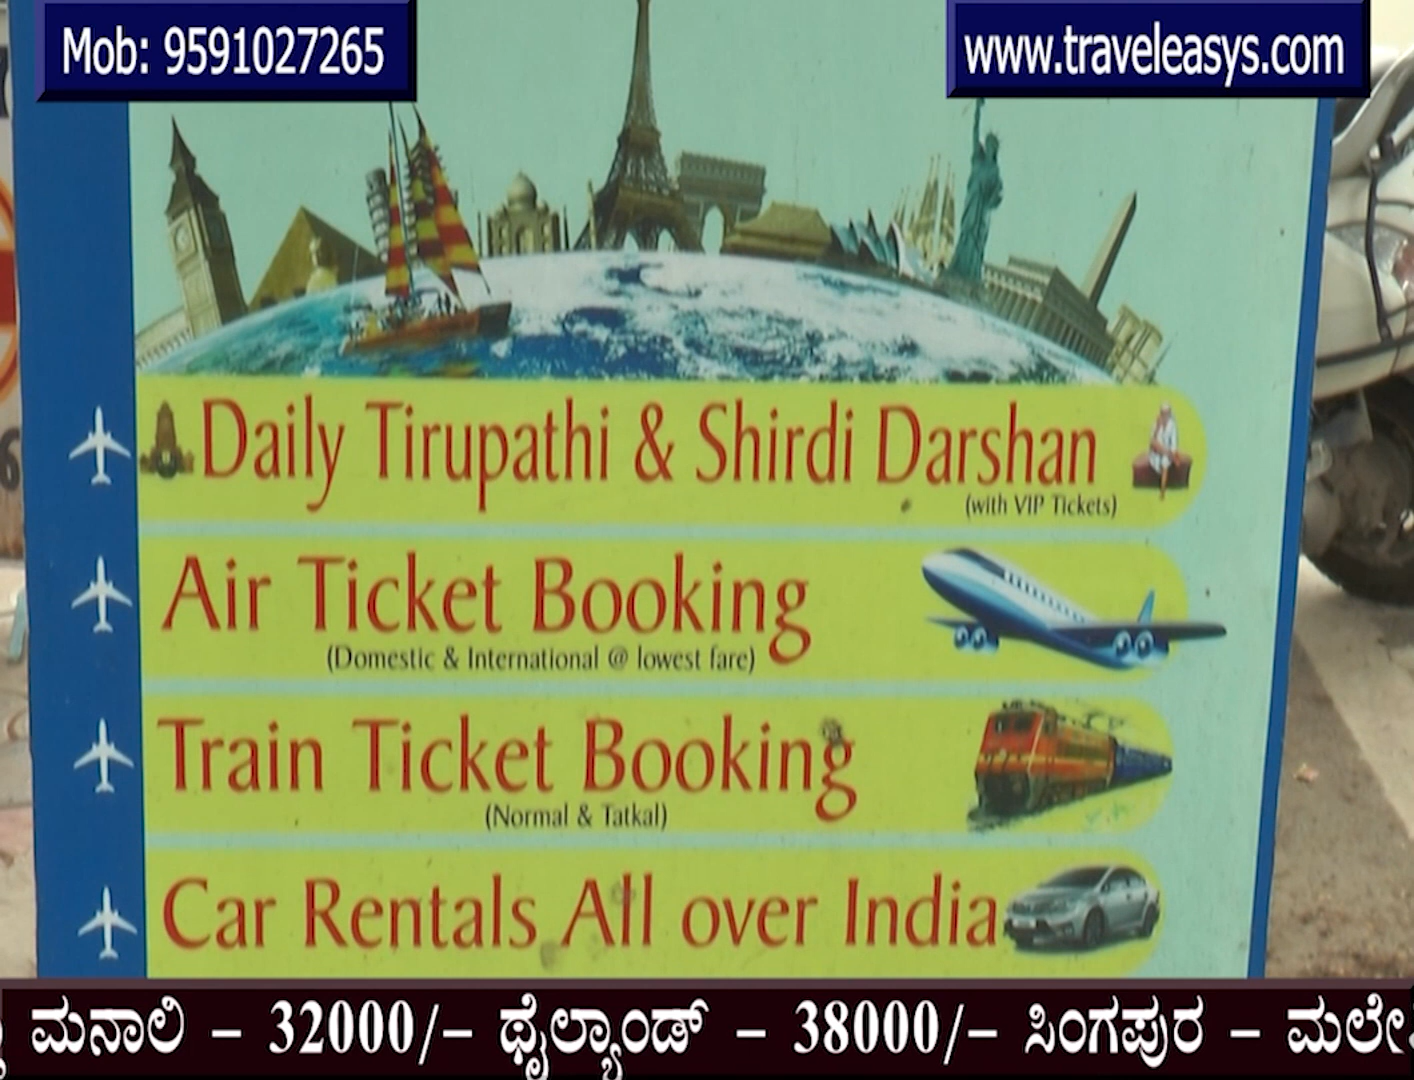 Mob: 9591027265
www.traveleasys.com
Daily Tirupathi & Shirdi Darshan
(with VIP Tickets)
Air Ticket Booking
(Domestic & International @ lowest fare)
Train Ticket Booking
(Normal & Tatkal)
Car Rentals All over India
ಮನಾಲಿ – 32000/– ಥೈಲ್ಯಾಂಡ್ – 38000/– ಸಿಂಗಪುರ – ಮಲೇ